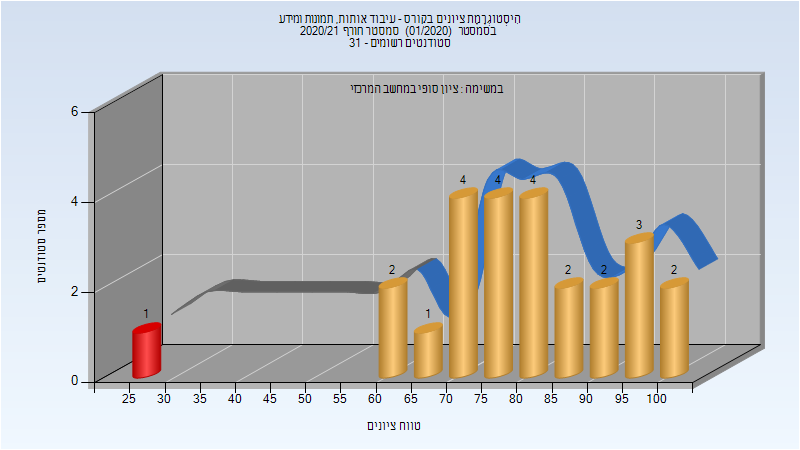 הִיסְטוֹגְרָמַת ציונים בקורס - עיבוד אותות, תמונות ומידע
בסמסטר (01/2020) סמסטר חורף 2020/21
סטודנטים רשומים - 31
במשימה : ציון סופי במחשב המרכזי
מספר סטודנטים
6
4
2
0
1
2
1
4
4
4
2
2
3
2
25 30 35 40 45 50 55 60 65 70 75 80 85 90 95 100
טווח ציונים